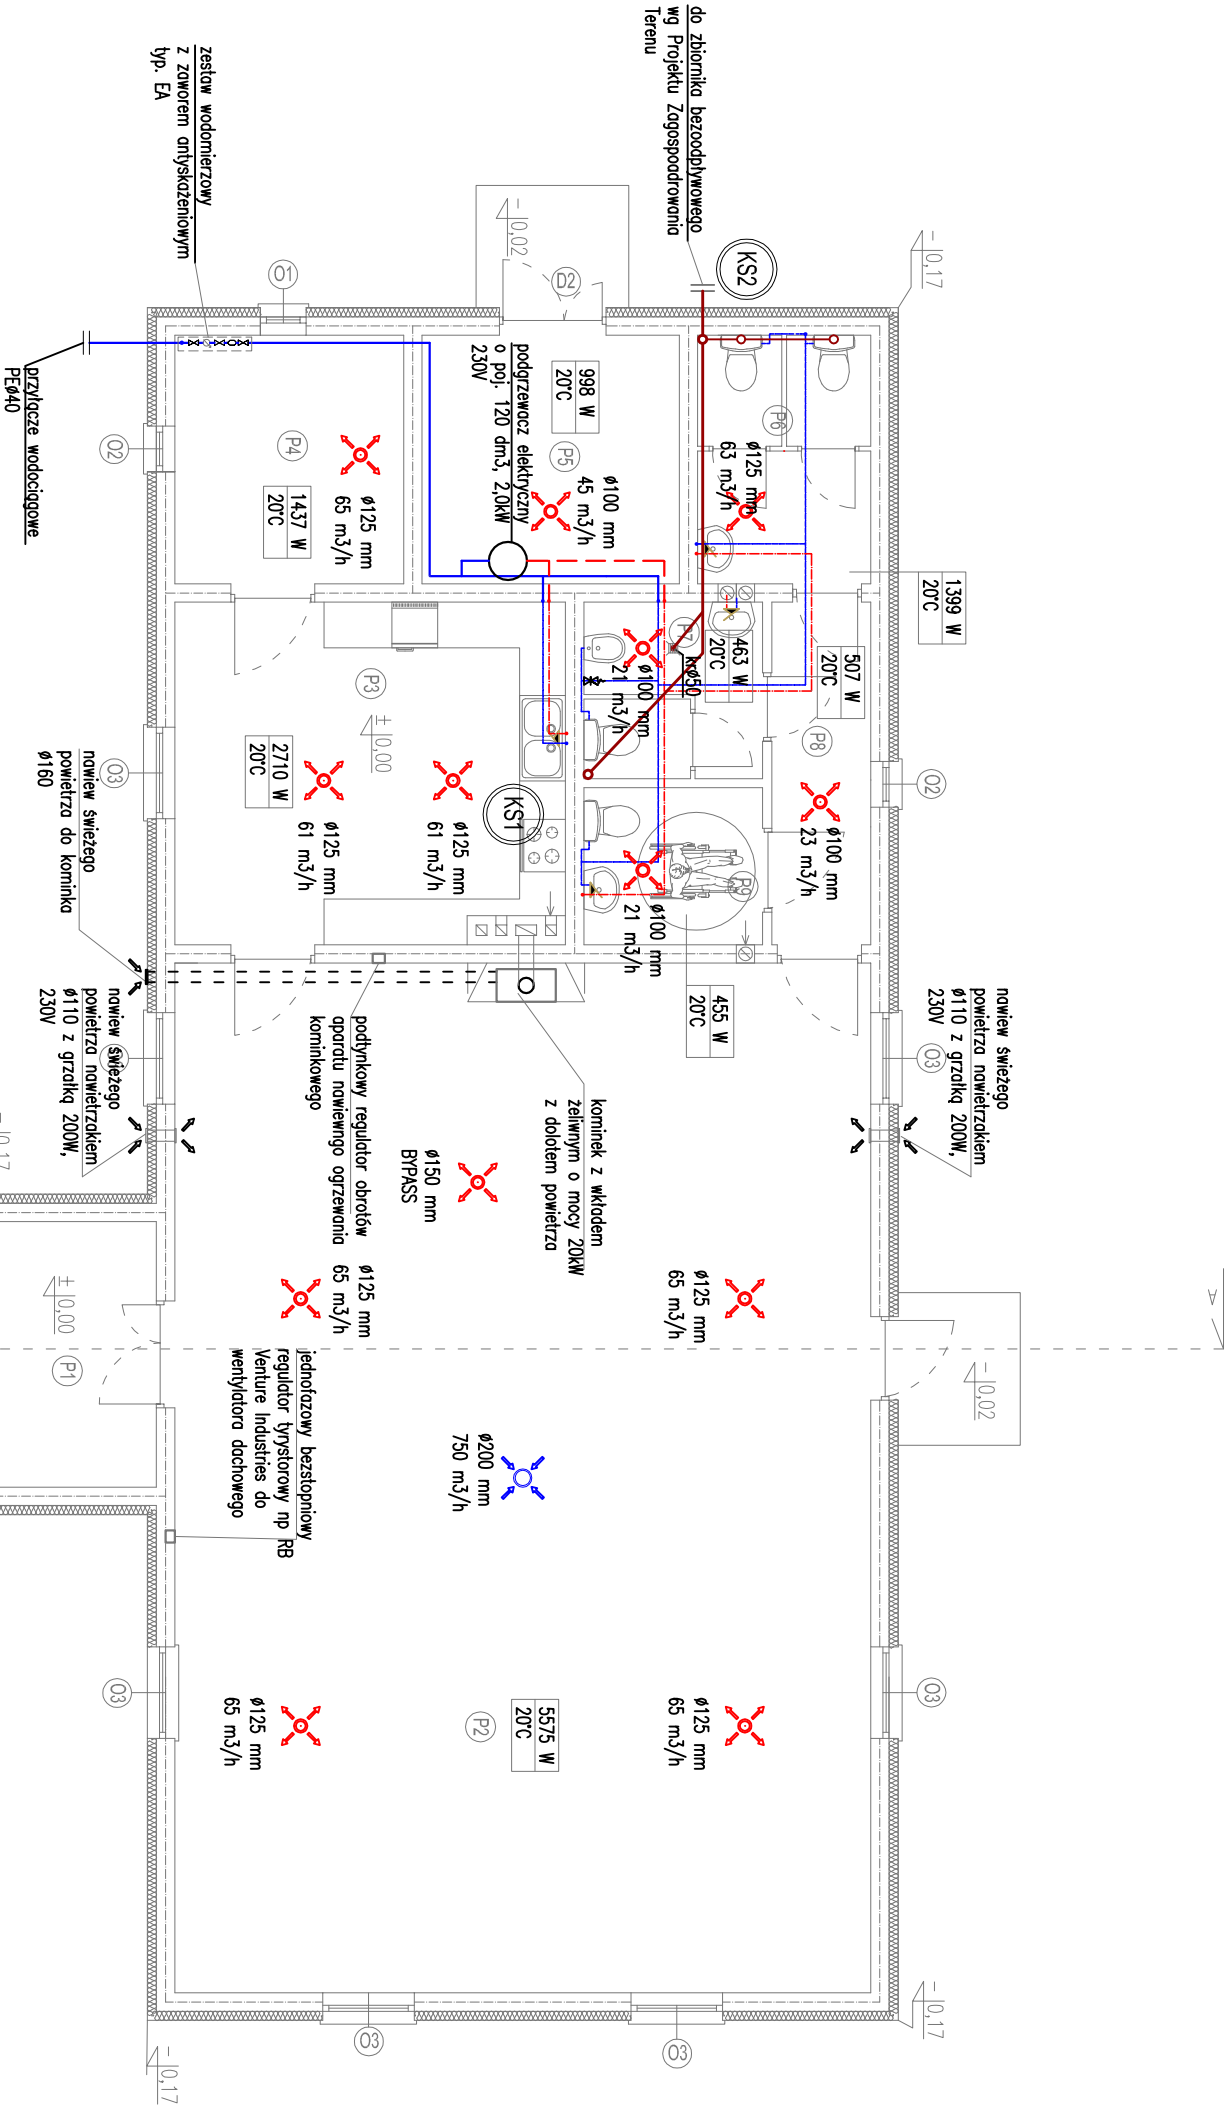 do zbiornika bezoodpływowego
wg Projektu Zagospoadrowania
Terenu
KS2
-0,17
zestaw wodomierzowy
z zaworem antyskażeniowym
typ. EA
-0,02
D2
O1
przyłącze wodociągowe
PEø40
O2
P4
ø125 mm
65 m3/h
1437 W
20°C
podgrzewacz elektryczny
o poj. 120 dm3, 2,0kW
230V
998 W
20°C
P5
ø100 mm
45 m3/h
P6
ø125 mm
63 m3/h
1399 W
20°C
507 W
20°C
463 W
20°C
P7
krø50
ø100 mm
21 m3/h
P8
O2
ø100 mm
23 m3/h
P9
ø100 mm
21 m3/h
455 W
20°C
P3
±0,00
2710 W
20°C
ø125 mm
61 m3/h
ø125 mm
61 m3/h
KS1
O3
nawiew świeżego
powietrza do kominka
ø160
nawiew świeżego
powietrza nawietrzakiem
ø110 z grzałką 200W,
230V
nawiew świeżego
powietrza nawietrzakiem
ø110 z grzałką 200W,
230V
O3
podtynkowy regulator obrotów
aparatu nawiewngo ogrzewania
kominkowego
kominek z wkładem
żeliwnym o mocy 20kW
z dolotem powietrza
ø150 mm
BYPASS
ø125 mm
65 m3/h
ø125 mm
65 m3/h
-0,17
±0,00
P1
A
-0,02
jednofazowy bezstopniowy
regulator tyrystorowy np RB
Venture Industries do
wentylatora dachowego
ø200 mm
750 m3/h
O3
O3
ø125 mm
65 m3/h
P2
5575 W
20°C
ø125 mm
65 m3/h
O3
O3
-0,17
-0,17